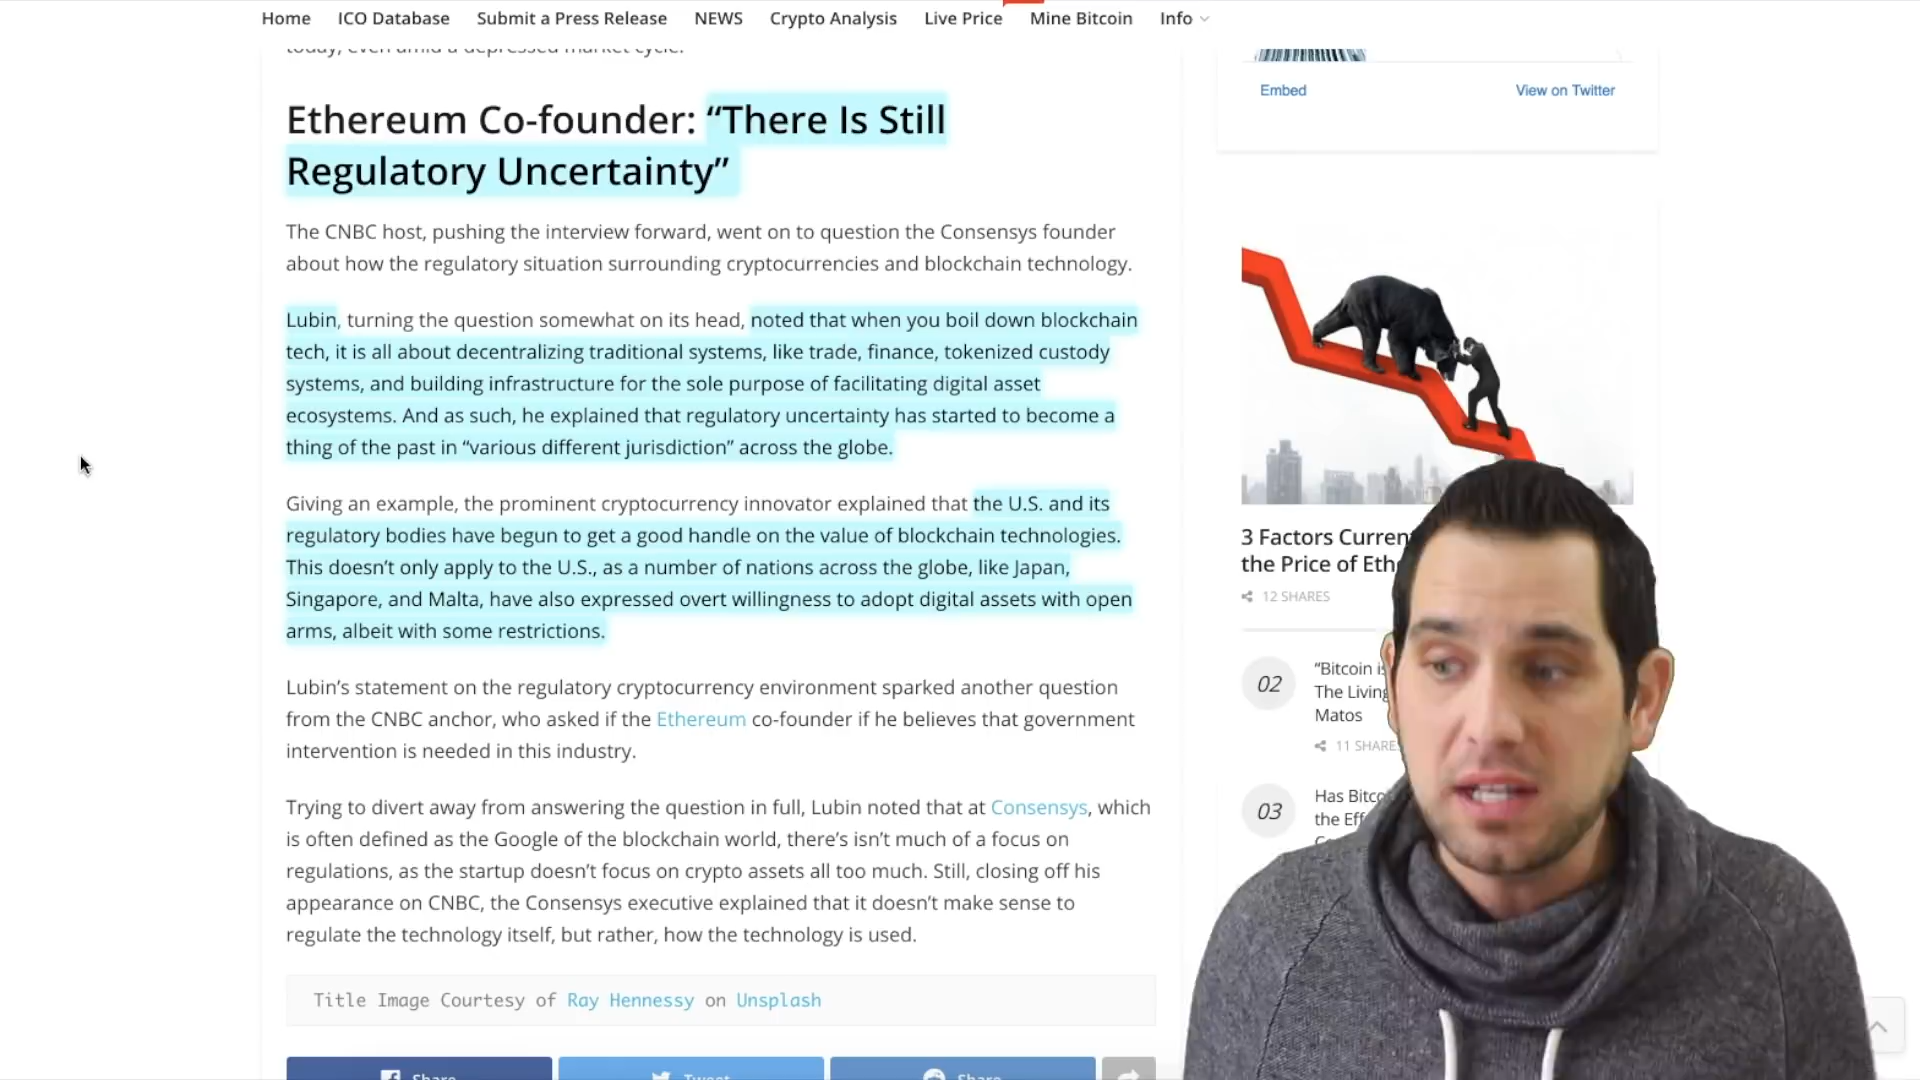 Home ICO Database Submit a Press Release NEWS Crypto Analysis Live Price Mine Bitcoin Info
today, even amid a depressed market cycle.
Ethereum Co-founder: “There Is Still
Regulatory Uncertainty”
The CNBC host, pushing the interview forward, went on to question the Consensys founder
about how the regulatory situation surrounding cryptocurrencies and blockchain technology.
Lubin, turning the question somewhat on its head, noted that when you boil down blockchain
tech, it is all about decentralizing traditional systems, like trade, finance, tokenized custody
systems, and building infrastructure for the sole purpose of facilitating digital asset
ecosystems. And as such, he explained that regulatory uncertainty has started to become a
thing of the past in “various different jurisdiction” across the globe.
Giving an example, the prominent cryptocurrency innovator explained that the U.S. and its
regulatory bodies have begun to get a good handle on the value of blockchain technologies.
This doesn’t only apply to the U.S., as a number of nations across the globe, like Japan,
Singapore, and Malta, have also expressed overt willingness to adopt digital assets with open
arms, albeit with some restrictions.
Lubin’s statement on the regulatory cryptocurrency environment sparked another question
from the CNBC anchor, who asked if the Ethereum co-founder if he believes that government
intervention is needed in this industry.
Trying to divert away from answering the question in full, Lubin noted that at Consensys, which
is often defined as the Google of the blockchain world, there’s isn’t much of a focus on
regulations, as the startup doesn’t focus on crypto assets all too much. Still, closing off his
appearance on CNBC, the Consensys executive explained that it doesn’t make sense to
regulate the technology itself, but rather, how the technology is used.
Title Image Courtesy of Ray Hennessy on Unsplash
Share Tweet Share
Embed View on Twitter
3 Factors
the Price of
12 SHARES
02
“Bitcoin
The Living
Matos
11
03
Has
the